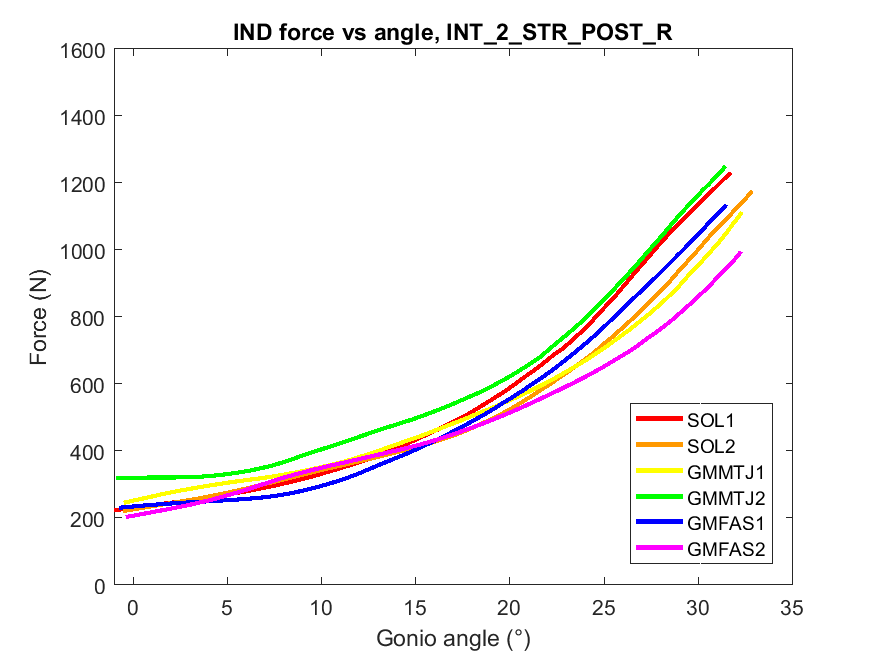 IND force vs angle, INT_2_STR_POST_R
1600
1400
1200
1000
800
600
400
200
0
Force (N)
0 5 10 15 20 25 30 35
Gonio angle (°)
SOL1
SOL2
GMMTJ1
GMMTJ2
GMFAS1
GMFAS2